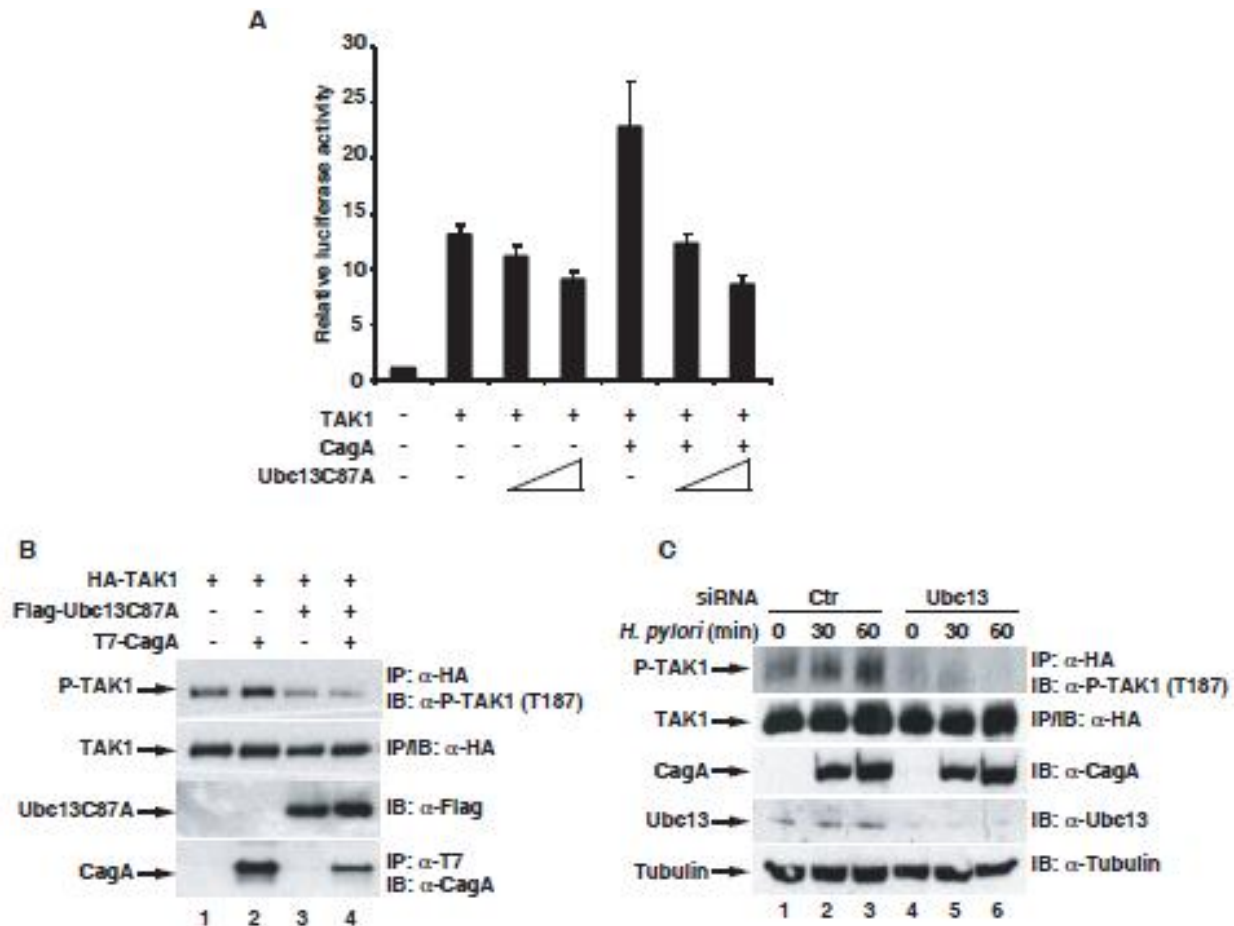 A
30
25
20
15
10
5
0
Relative luciferase activity
TAK1 - + + + + + +
CagA - - - - + + +
Ubc13C87A - - -
B
HA-TAK1 + + + +
Flag-Ubc13C87A - - + +
T7-CagA - + - +
P-TAK1 IP: α-HA
IB: α-P-TAK1 (T187)
TAK1 IP/IB: α-HA
Ubc13C87A IB: α-Flag
CagA IP: α-T7
IB: α-CagA
1 2 3 4
C
siRNA Ctr Ubc13
H. pylori (min) 0 30 60 0 30 60
P-TAK1 IP: α-HA
IB: α-P-TAK1 (T187)
TAK1 IP/IB: α-HA
CagA IB: α-CagA
Ubc13 IB: α-Ubc13
Tubulin IB: α-Tubulin
1 2 3 4 5 6